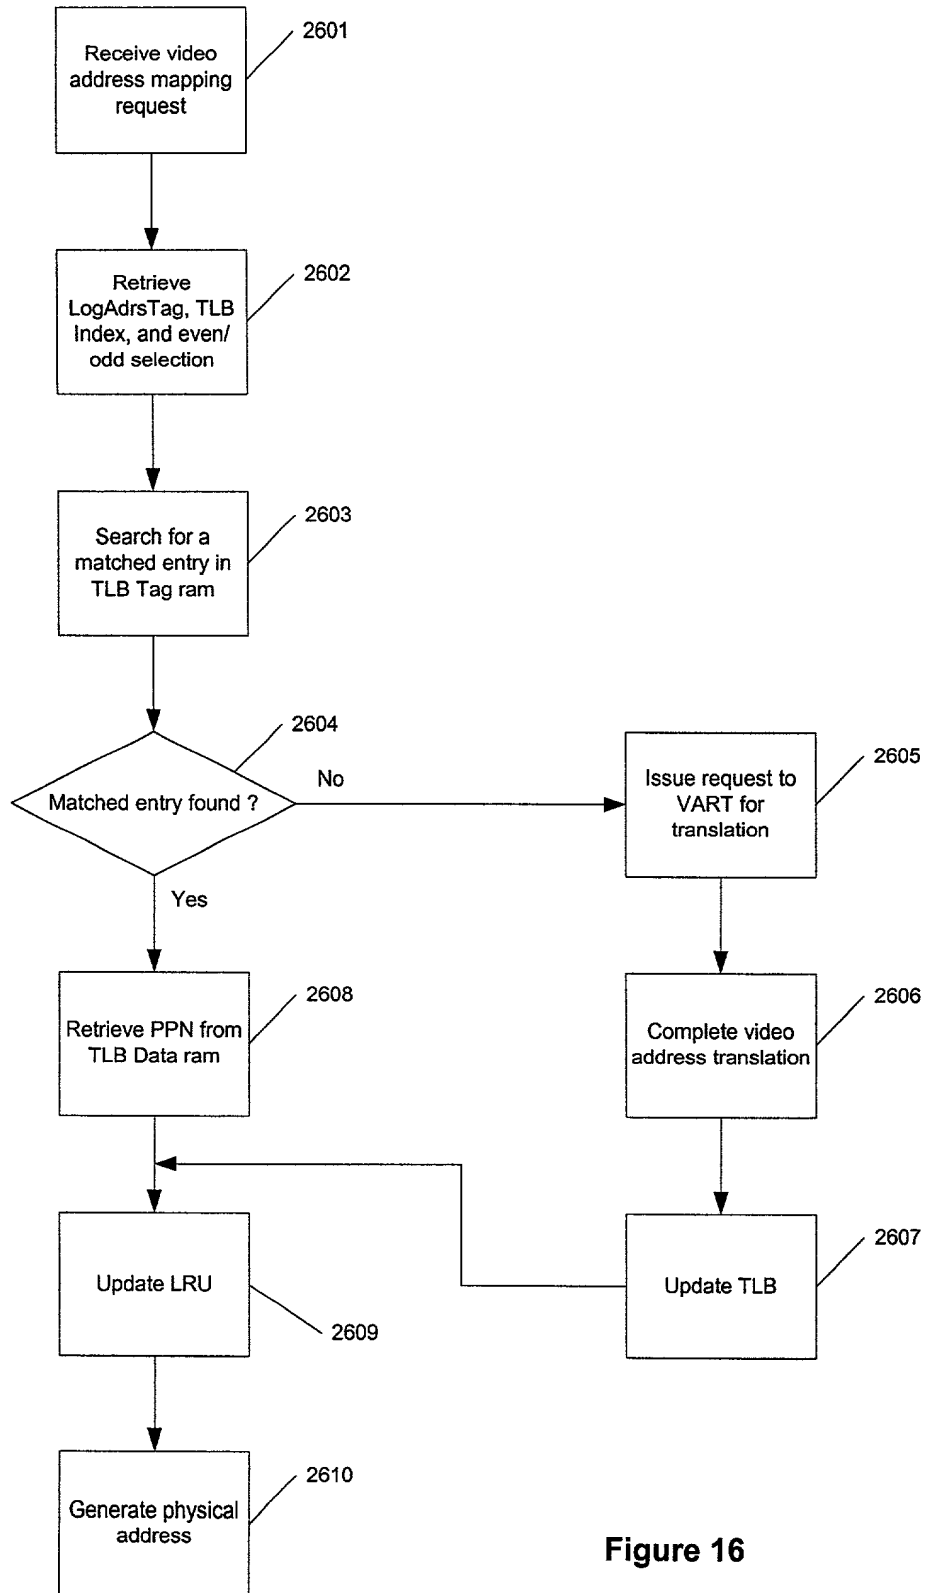 Receive video
address mapping
request
2601
Retrieve
LogAdrsTag, TLB
Index, and even/
odd selection
2602
Search for a
matched entry in
TLB Tag ram
2603
Matched entry found ?
2604
No
Yes
Issue request to
VART for
translation
2605
Complete video
address translation
2606
Update TLB
2607
Retrieve PPN from
TLB Data ram
2608
Update LRU
2609
Generate physical
address
2610
Figure 16